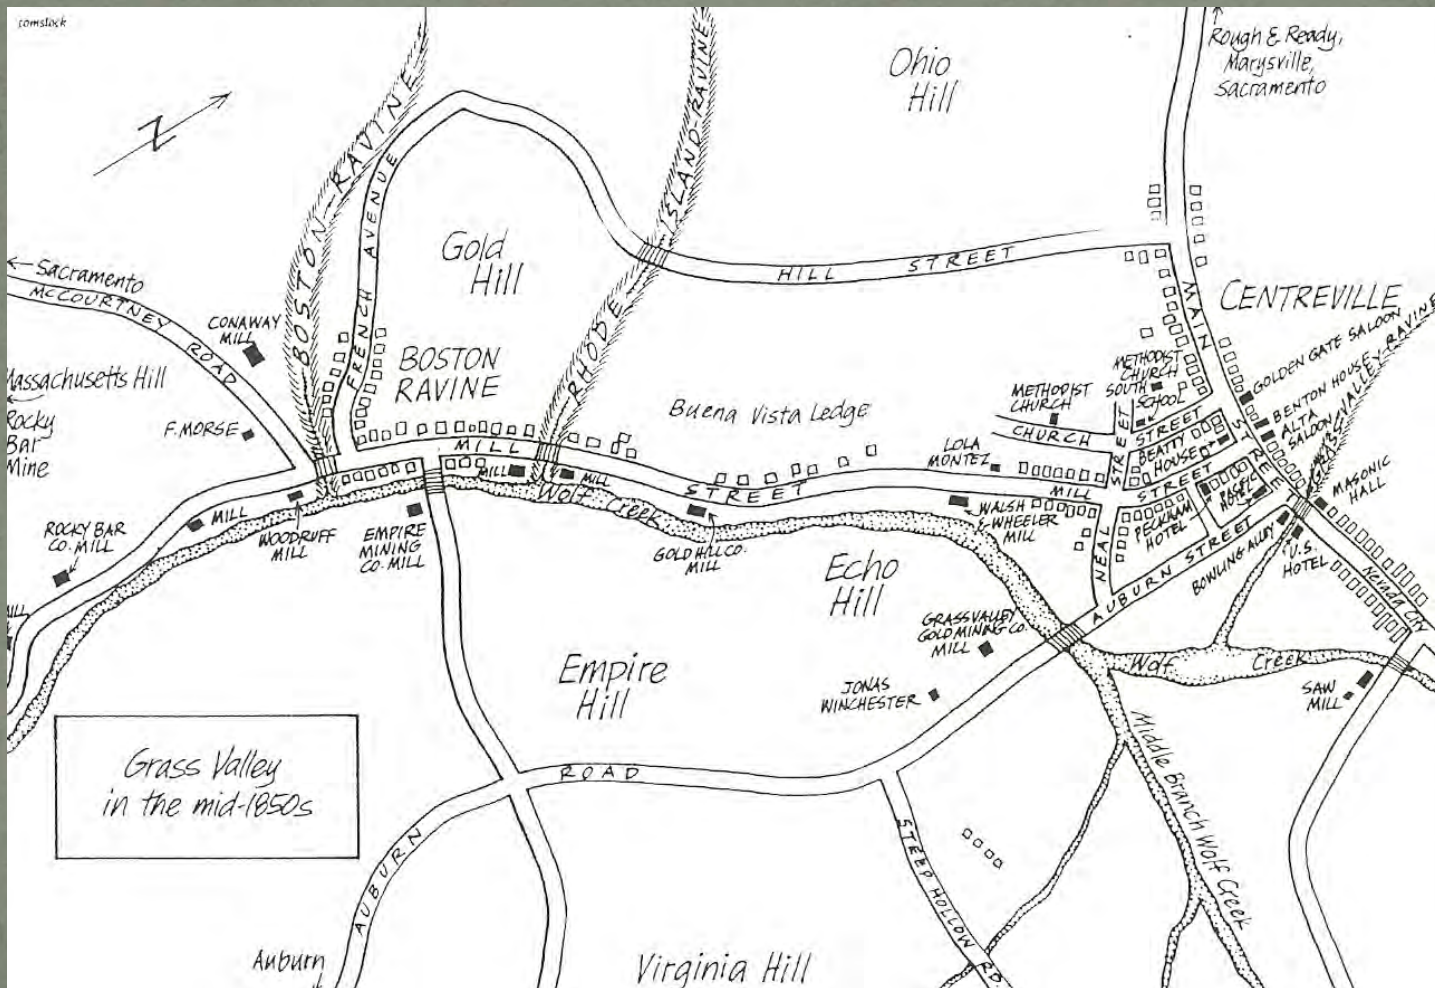 comstock
N
BOSTON RAVINE
RHODE ISLAND RAVINE
Ohio
Hill
Rough & Ready,
Marysville,
Sacramento
FRENCH AVENUE
Gold
Hill
HILL STREET
MAIN STREET
CENTREVILLE
Sacramento
McCOURTNEY ROAD
CONAWAY
MILL
Massachusetts Hill
Rocky
Bar
Mine
F. MORSE
BOSTON
RAVINE
Buena Vista Ledge
METHODIST
CHURCH
SOUTH
SCHOOL
METHODIST
CHURCH
CHURCH STREET
GOLDEN GATE SALOON
BENTON HOUSE
ALTA
SALOON
VALLEY RAVINE
BEATTY
HOUSE
LOLA
MONTEZ
MILL STREET
MILL
MILL
Wolf
Creek
MILL STREET
PACIFIC
HOTEL
PECKHAM
HOTEL
MASONIC
HALL
ROCKY BAR
CO. MILL
MILL
WOODRUFF
MILL
EMPIRE
MINING
CO. MILL
GOLD HILL CO.
MILL
WALSH
& WHEELER
MILL
NEAL STREET
AUBURN STREET
BOWLING ALLEY
U.S.
HOTEL
Nevada City
Echo
Hill
GRASS VALLEY
GOLD MINING CO.
MILL
Wolf Creek
Empire
Hill
JONAS
WINCHESTER
SAW
MILL
Grass Valley
in the mid-1850s
AUBURN ROAD
STEEP HOLLOW RD.
Middle Branch Wolf Creek
Auburn
Virginia Hill